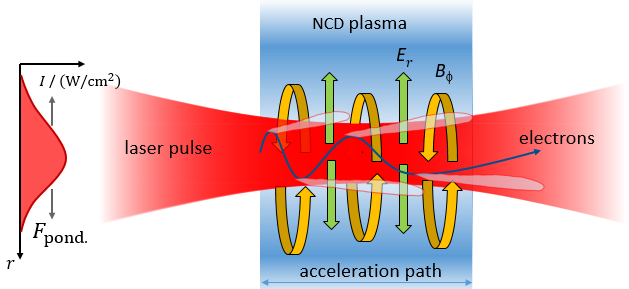 NCD plasma
I / (W/cm²)
E_r
B_ϕ
laser pulse
electrons
F_pond.
r
acceleration path